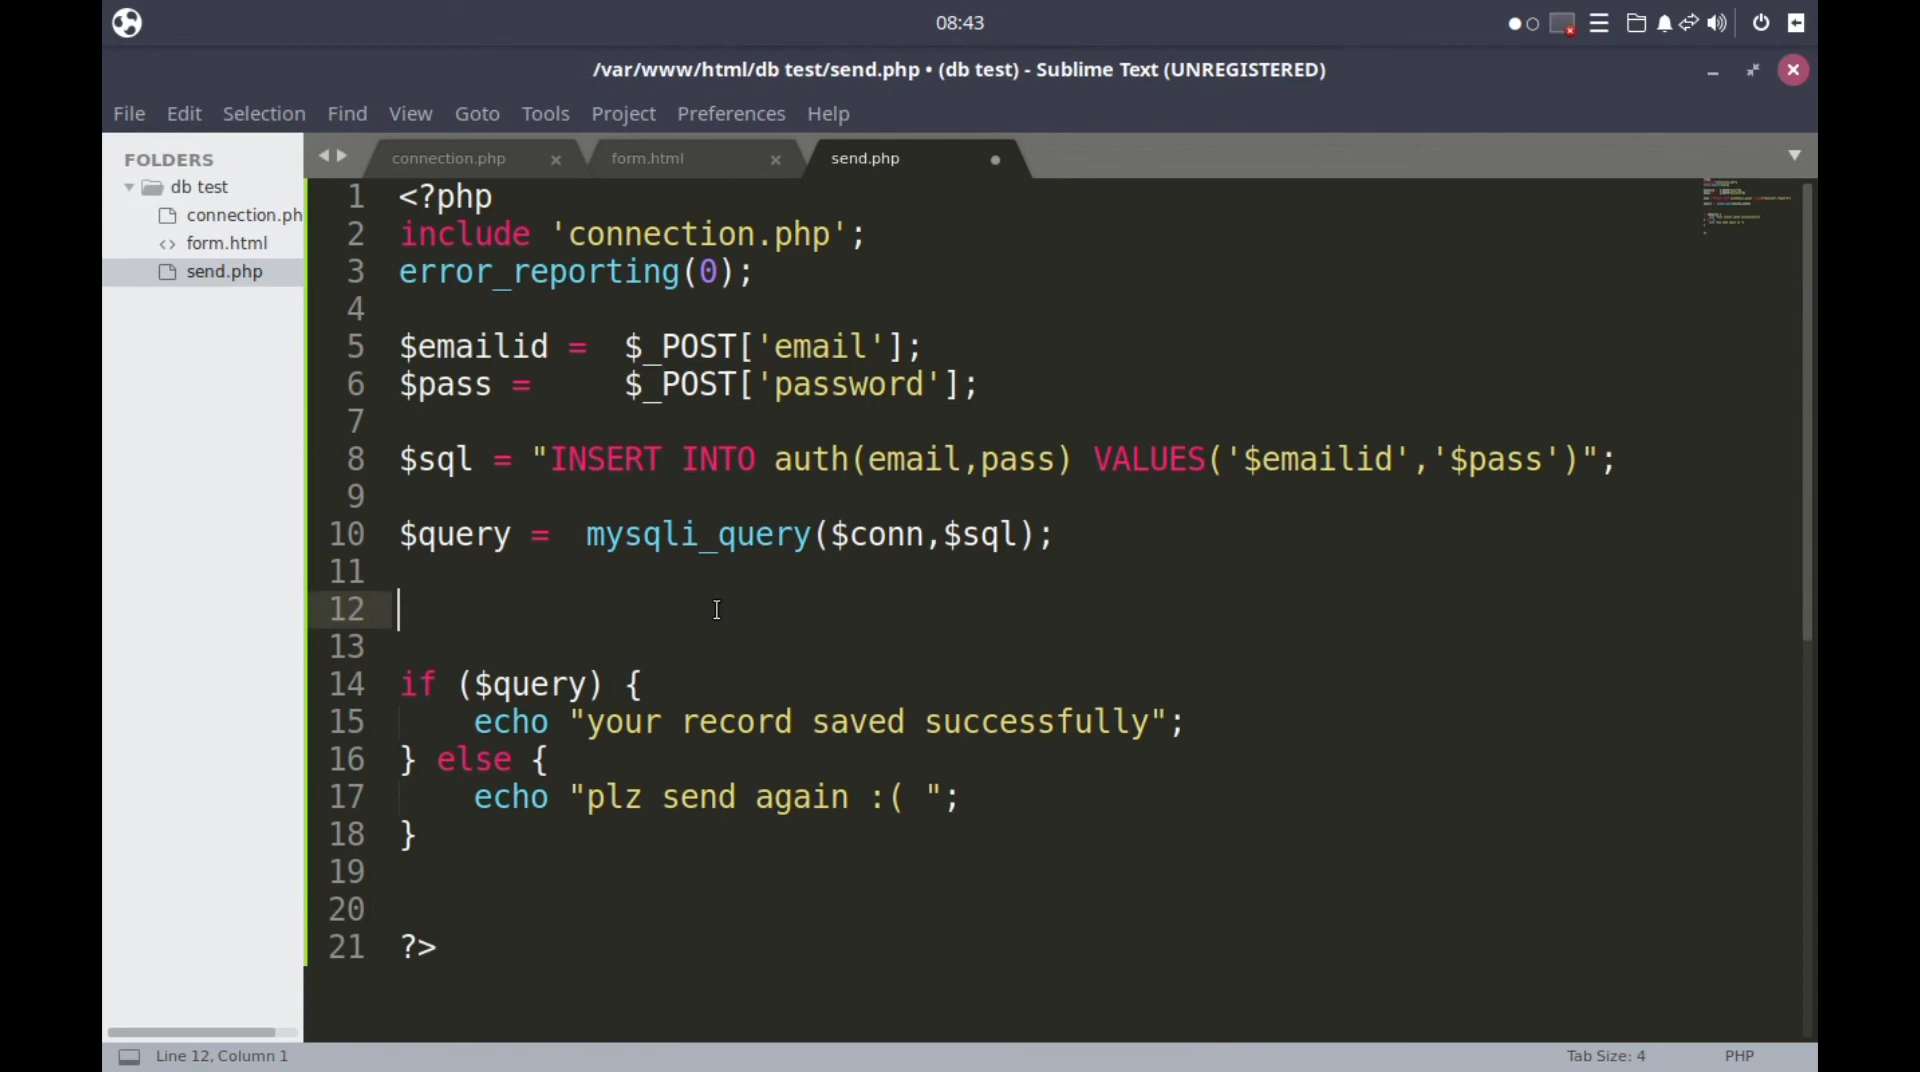 08:43
/var/www/html/db test/send.php • (db test) - Sublime Text (UNREGISTERED)
File Edit Selection Find View Goto Tools Project Preferences Help
FOLDERS
db test
connection.ph
form.html
send.php
connection.php form.html send.php
1 <?php
2 include 'connection.php';
3 error_reporting(0);
4
5 $emailid =  $_POST['email'];
6 $pass =     $_POST['password'];
7
8 $sql = "INSERT INTO auth(email,pass) VALUES('$emailid','$pass')";
9
10 $query =  mysqli_query($conn,$sql);
11
12
13
14 if ($query) {
15     echo "your record saved successfully";
16 } else {
17     echo "plz send again :( ";
18 }
19
20
21 ?>
Line 12, Column 1 Tab Size: 4 PHP